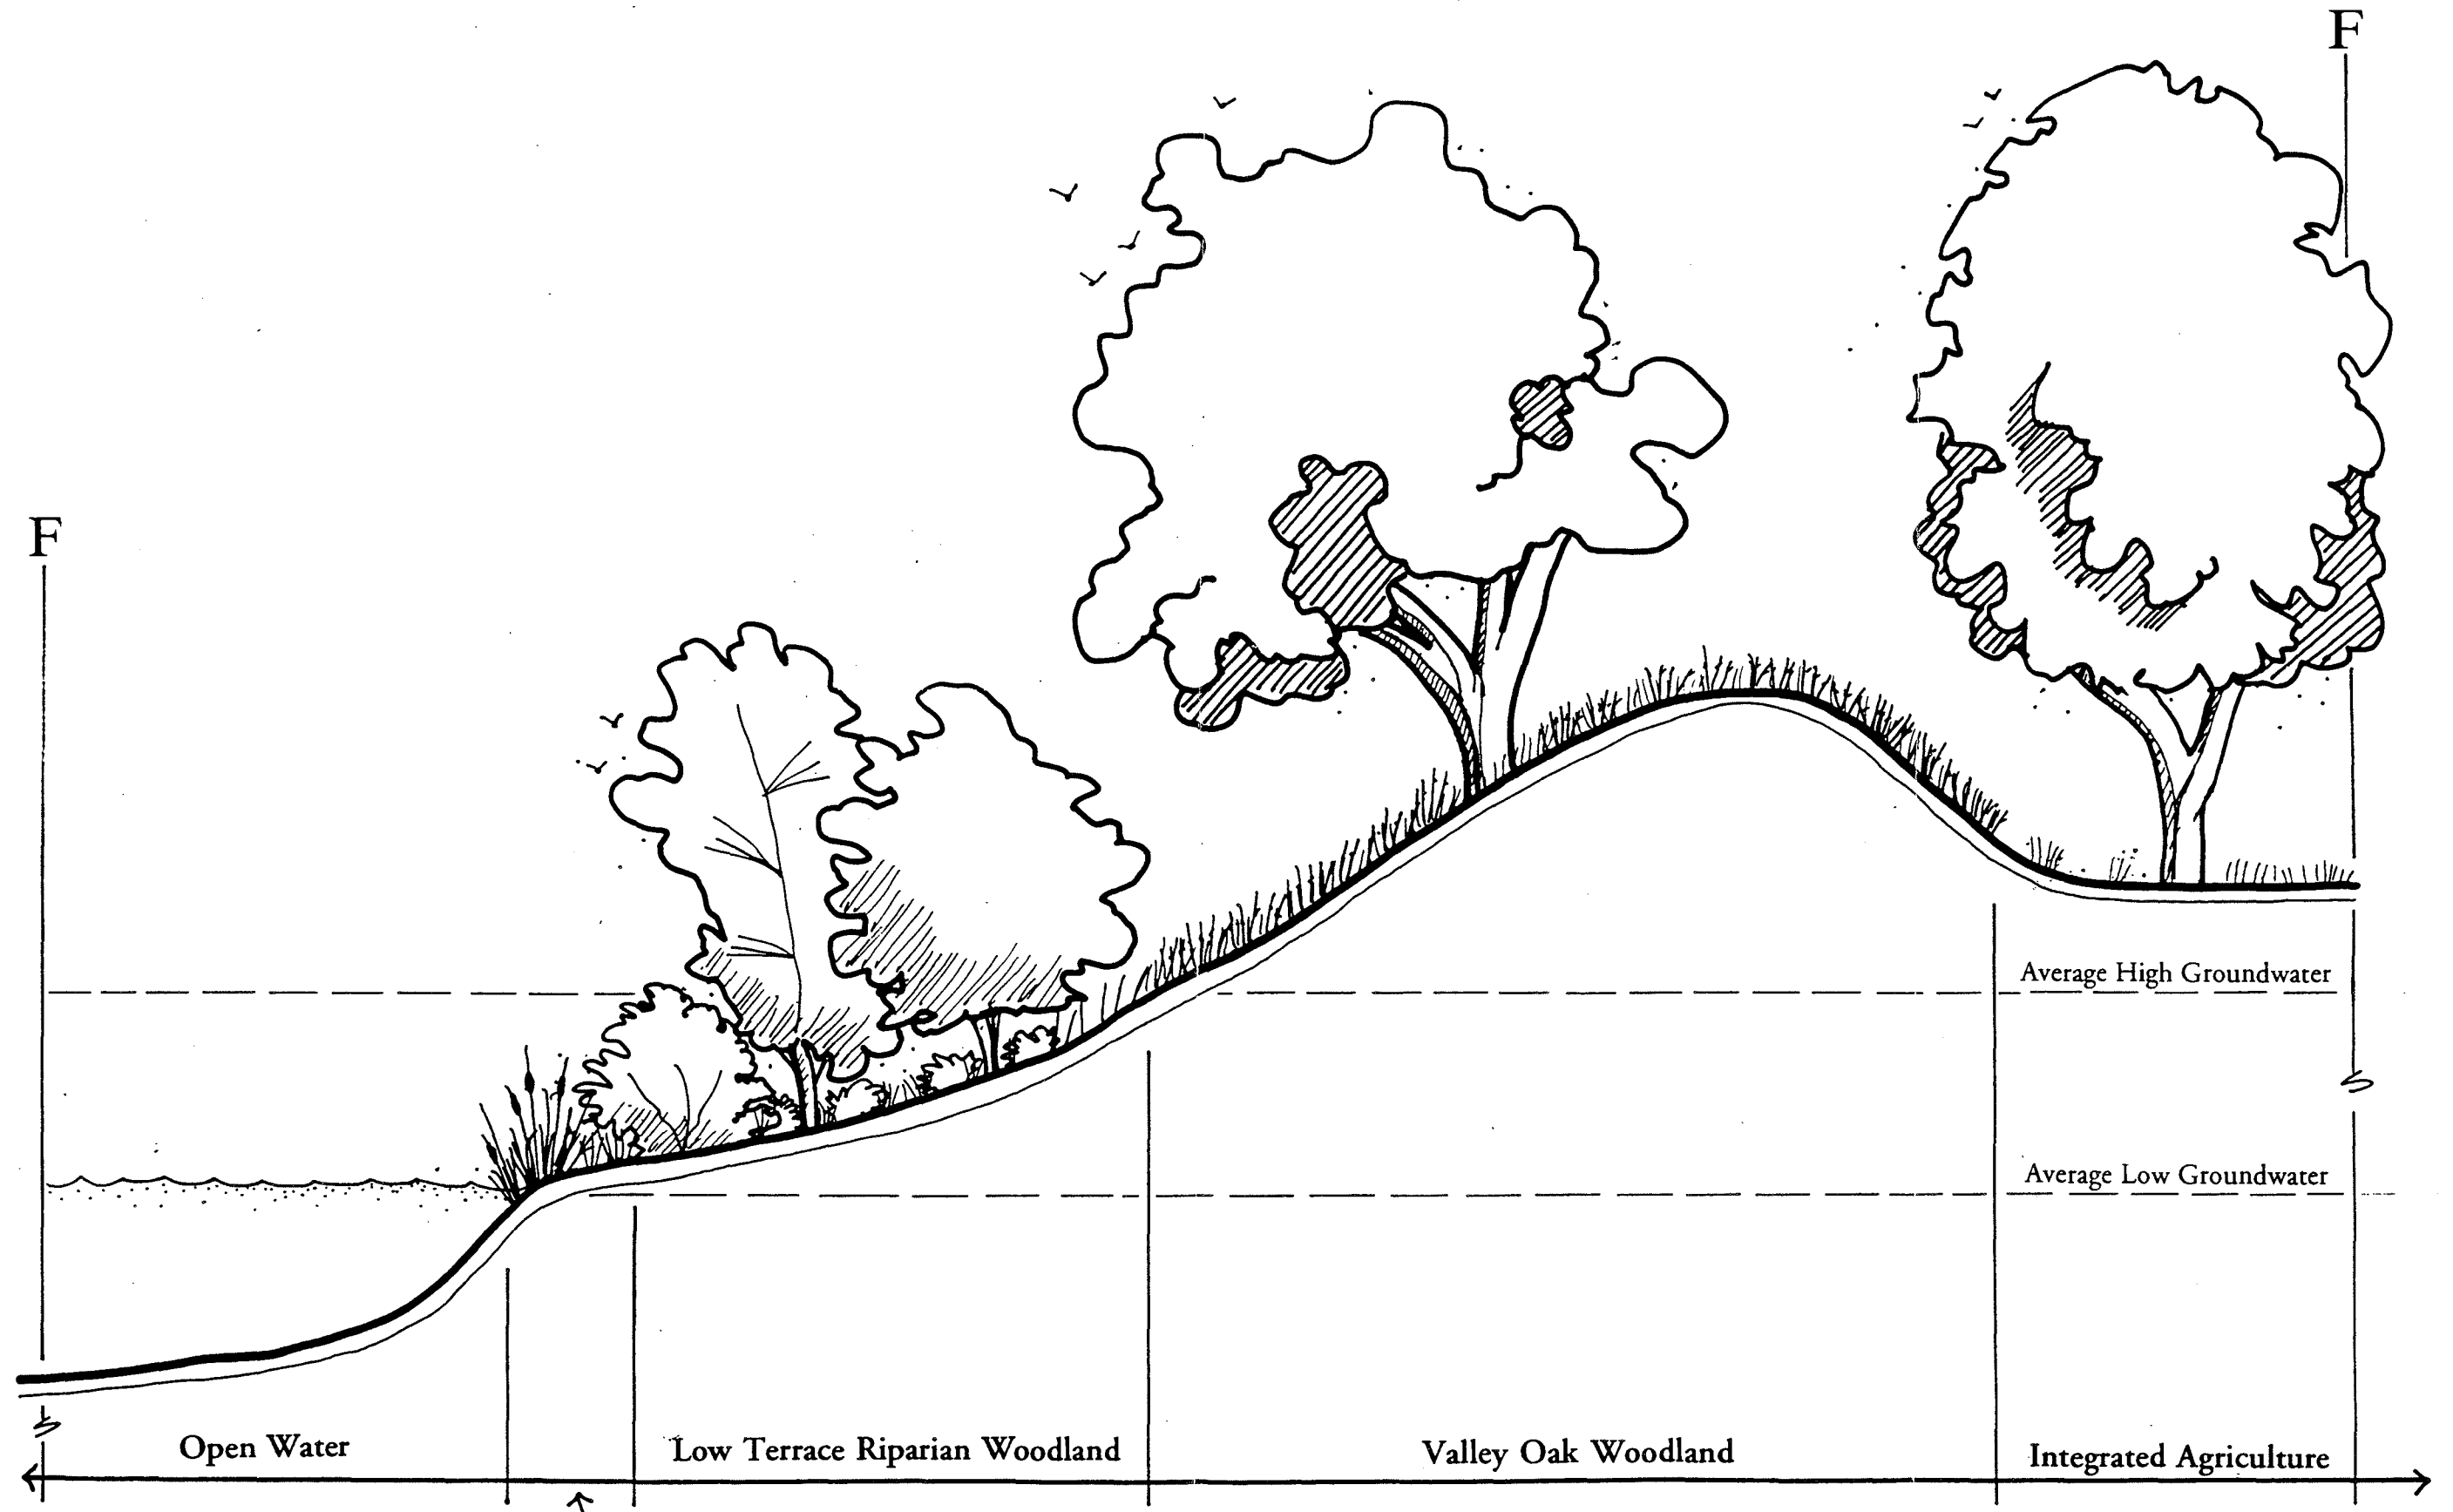 F
F
Average High Groundwater
Average Low Groundwater
Open Water
Low Terrace Riparian Woodland
Valley Oak Woodland
Integrated Agriculture